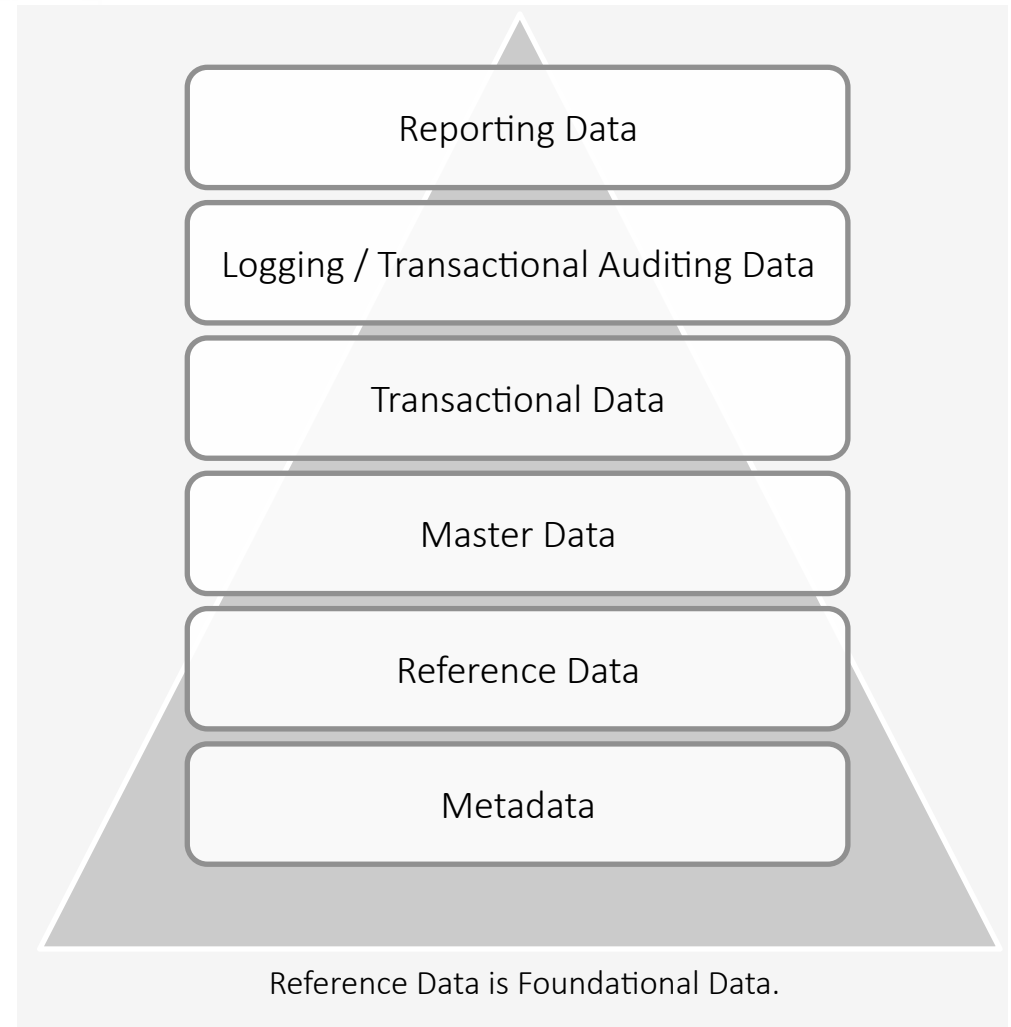 Reporting Data
Logging / Transactional Auditing Data
Transactional Data
Master Data
Reference Data
Metadata
Reference Data is Foundational Data.